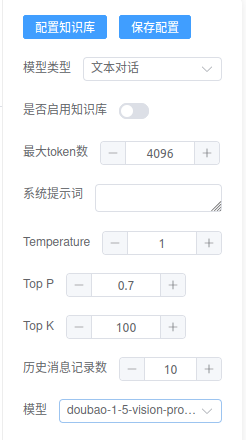 配置知识库 保存配置
模型类型 文本对话
是否启用知识库
最大token数 4096
系统提示词
Temperature 1
Top P 0.7
Top K 100
历史消息记录数 10
模型 doubao-1-5-vision-pro...